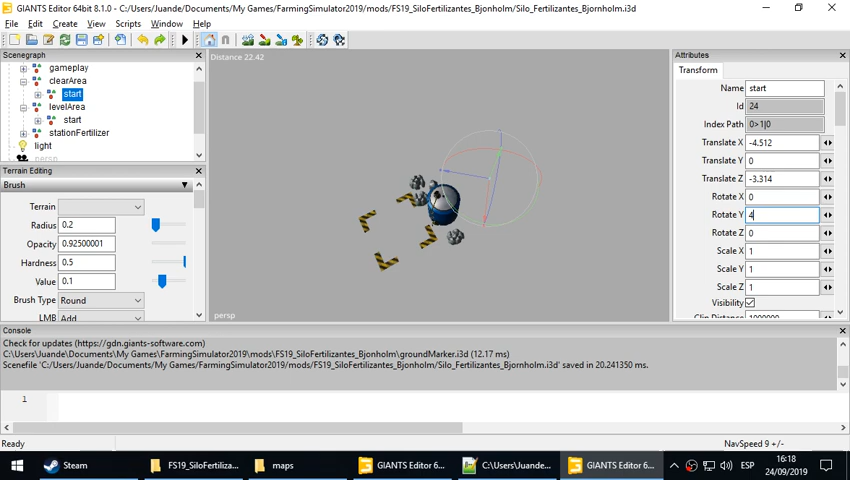 GIANTS Editor 64bit 8.1.0 - C:/Users/Juande/Documents/My Games/FarmingSimulator2019/mods/FS19_SiloFertilizantes_Bjonholm/Silo_Fertilizantes_Bjornholm.i3d
File Edit Create View Scripts Window Help
Scenegraph
gameplay
clearArea
start
levelArea
start
stationFertilizer
light
persp
Terrain Editing
Brush
Terrain
Radius 0.2
Opacity 0.92500001
Hardness 0.5
Value 0.1
Brush Type Round
LMB Add
Distance 22.42
persp
Attributes
Transform
Name start
Id 24
Index Path 0>1|0
Translate X -4.512
Translate Y 0
Translate Z -3.314
Rotate X 0
Rotate Y 4
Rotate Z 0
Scale X 1
Scale Y 1
Scale Z 1
Visibility
Clip Distance 1000000
Console
Check for updates (https://gdn.giants-software.com)
C:\Users\Juande\Documents\My Games\FarmingSimulator2019\mods\FS19_SiloFertilizantes_Bjonholm\groundMarker.i3d (12.17 ms)
Scenefile 'C:/Users/Juande/Documents/My Games/FarmingSimulator2019/mods/FS19_SiloFertilizantes_Bjonholm/Silo_Fertilizantes_Bjornholm.i3d' saved in 20.241350 ms.
1
Ready
NavSpeed 9 +/-
Steam
FS19_SiloFertiliza...
maps
GIANTS Editor 6...
C:\Users\Juande...
GIANTS Editor 6...
ESP
16:18
24/09/2019